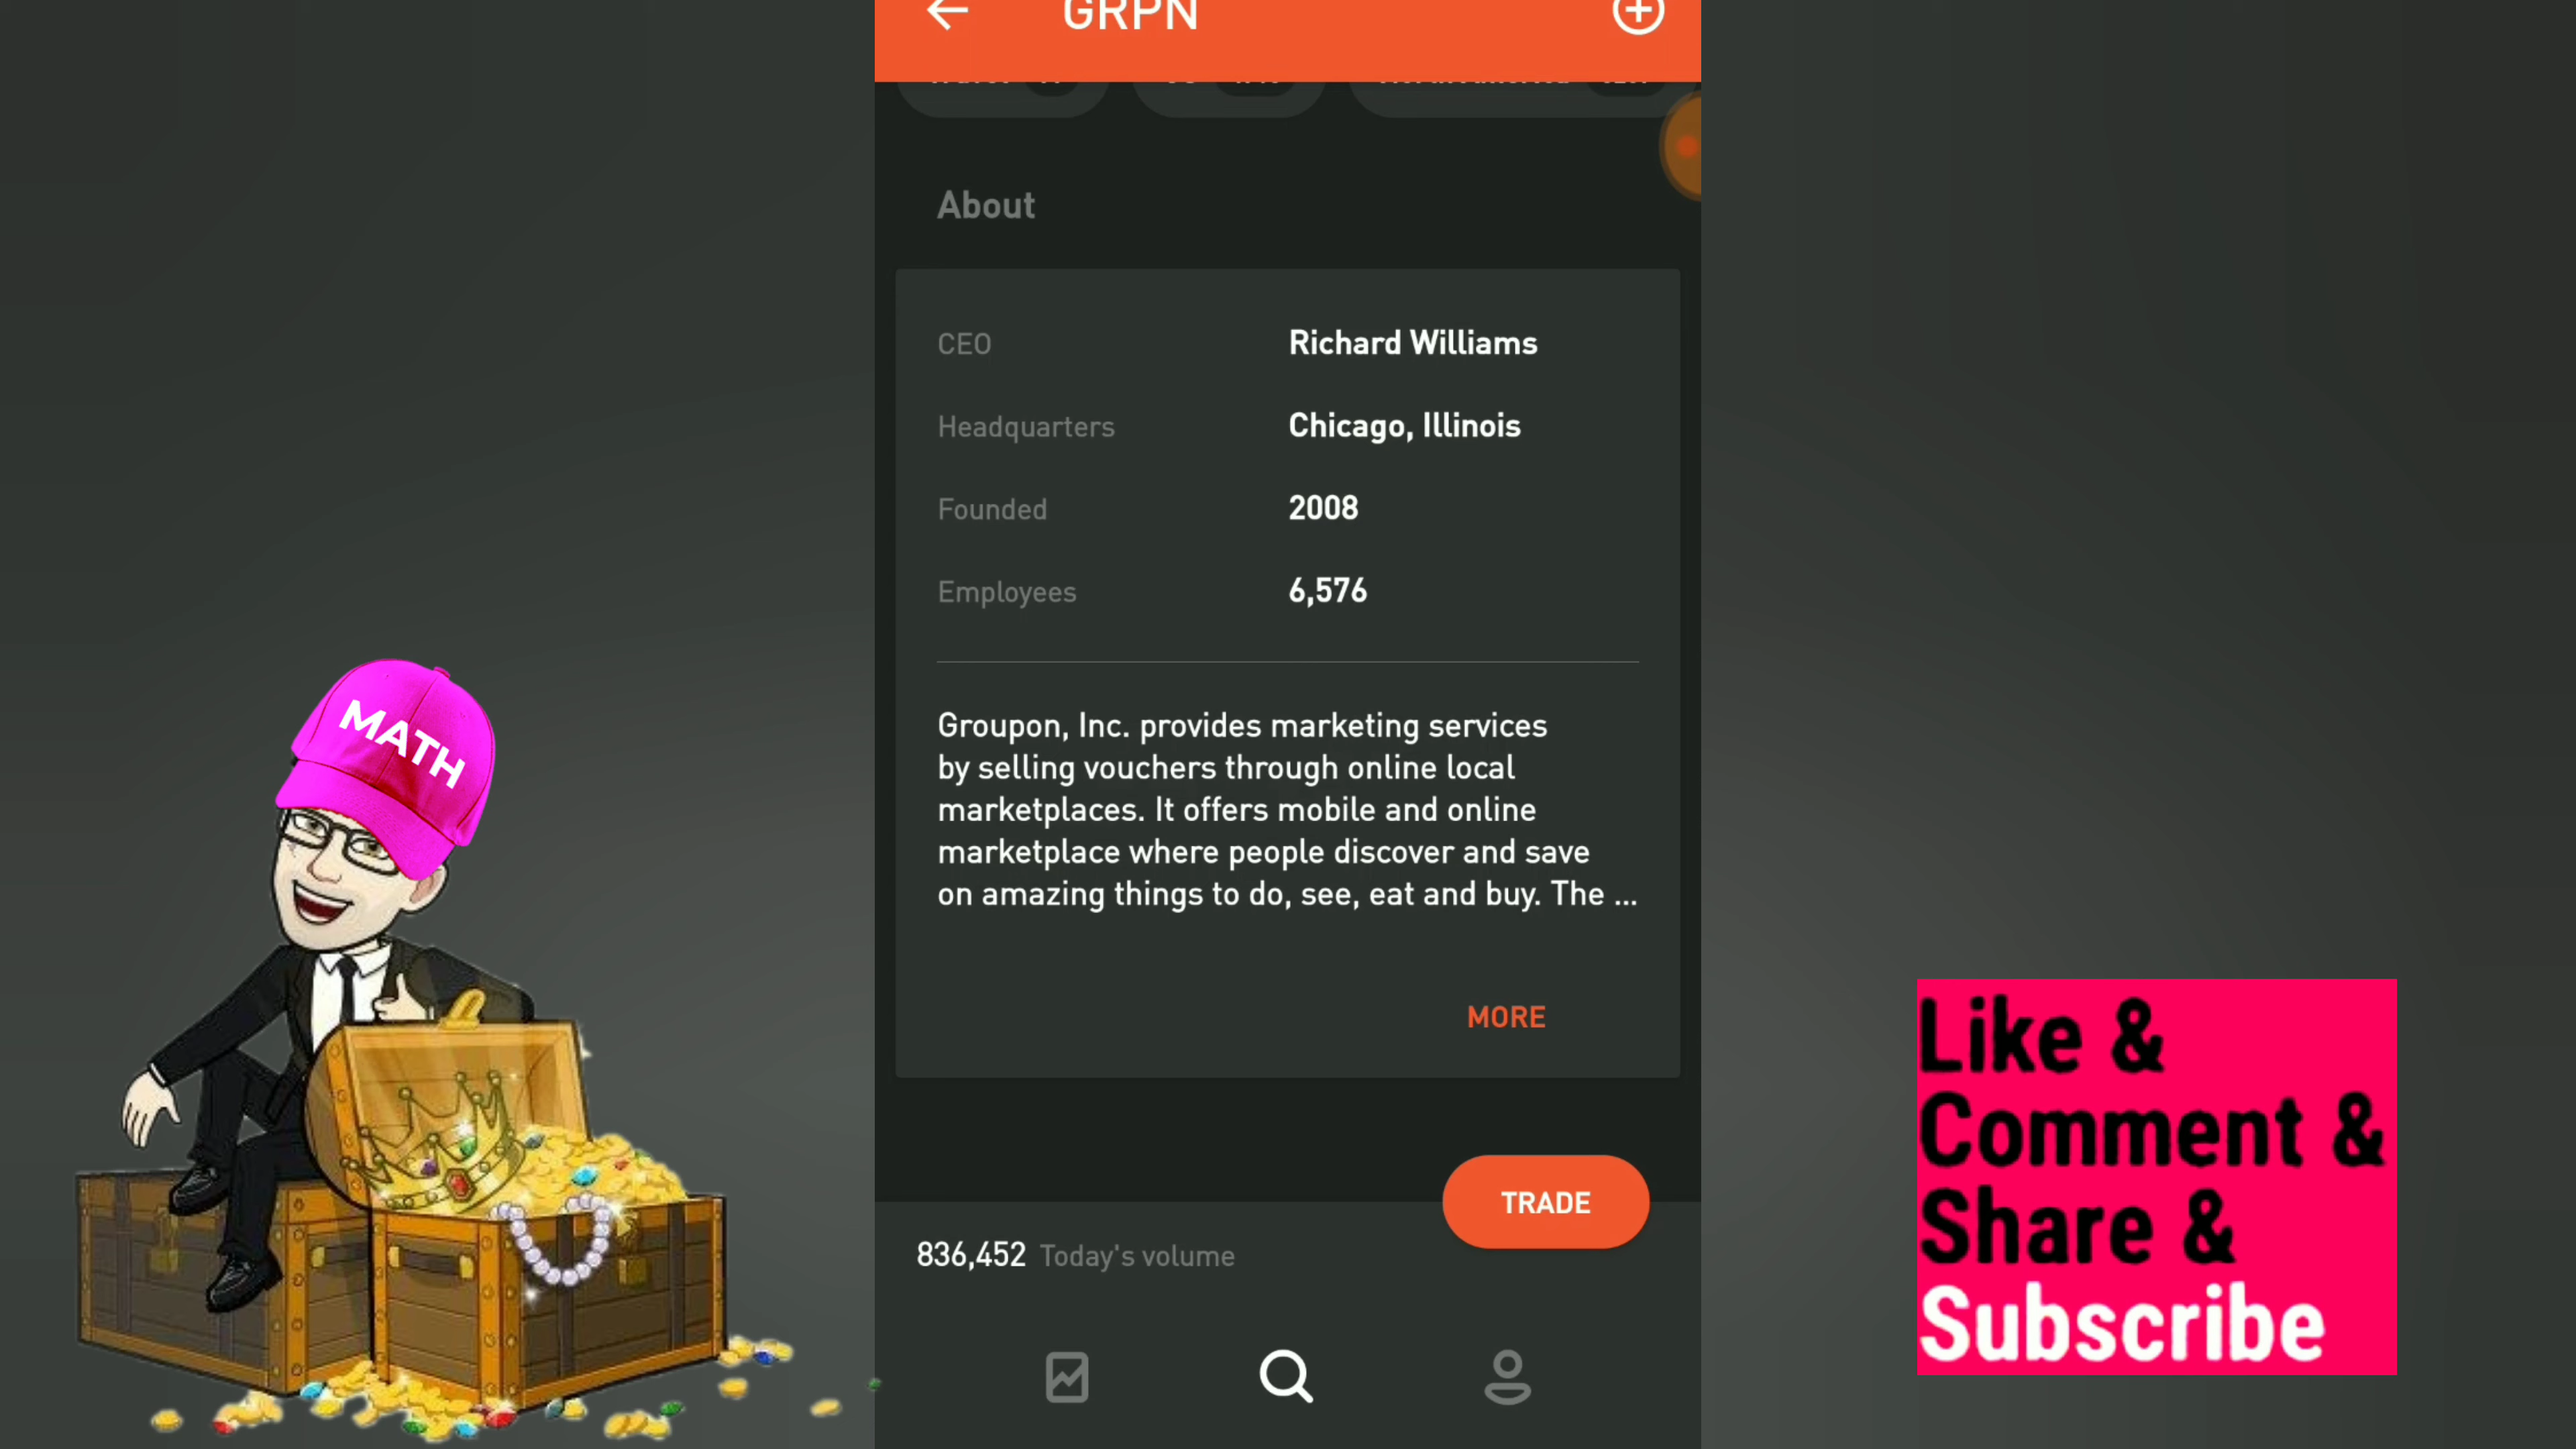 GRPN
About
CEO Richard Williams
Headquarters Chicago, Illinois
Founded 2008
Employees 6,576
Groupon, Inc. provides marketing services
by selling vouchers through online local
marketplaces. It offers mobile and online
marketplace where people discover and save
on amazing things to do, see, eat and buy. The ...
MORE
TRADE
836,452 Today's volume
MATH
Like &
Comment &
Share &
Subscribe